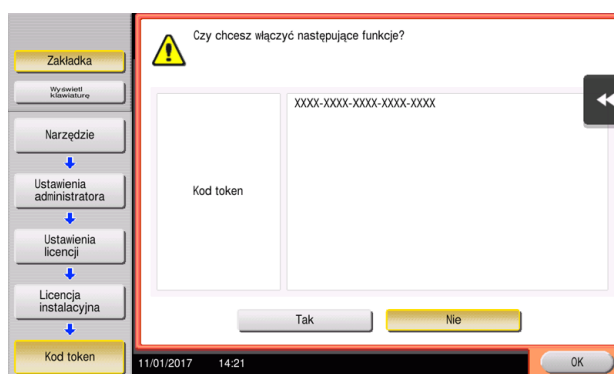 Zakładka
Wyświetl
klawiaturę
Narzędzie
Ustawienia
administratora
Ustawienia
licencji
Licencja
instalacyjna
Kod token
Czy chcesz włączyć następujące funkcje?
Kod token
XXXX-XXXX-XXXX-XXXX-XXXX
Tak
Nie
11/01/2017 14:21
OK